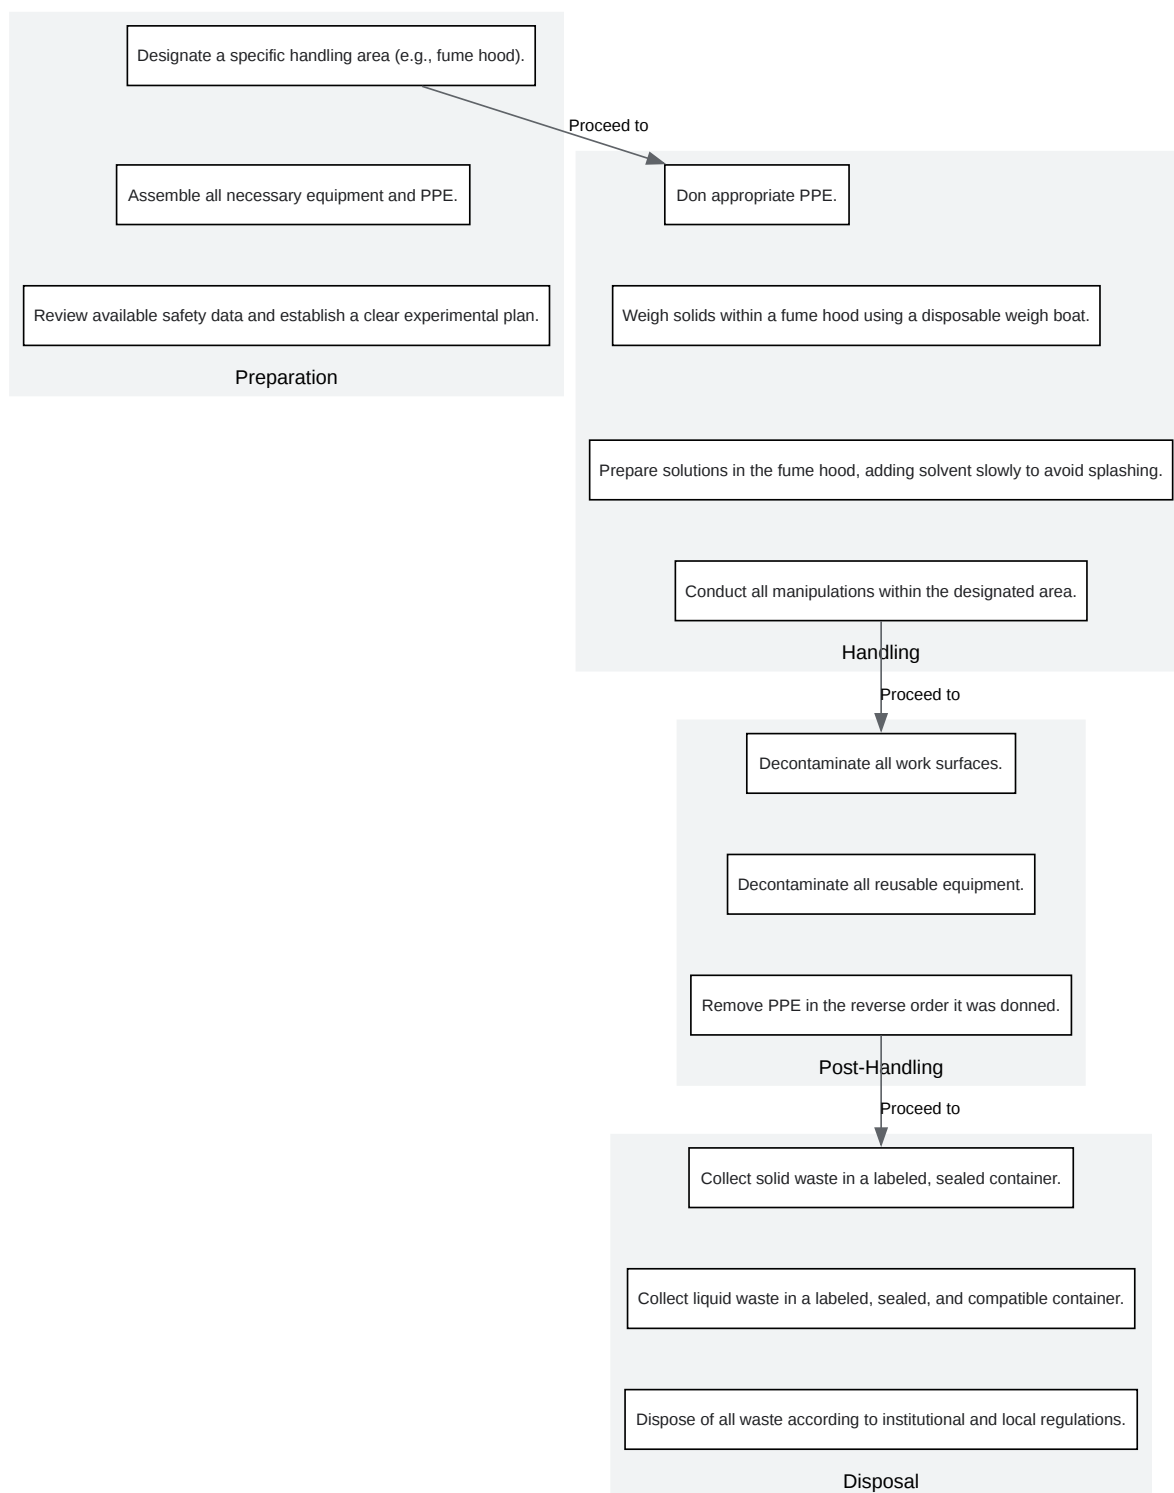 Designate a specific handling area (e.g., fume hood).
Proceed to
Assemble all necessary equipment and PPE.
Don appropriate PPE.
Review available safety data and establish a clear experimental plan.
Weigh solids within a fume hood using a disposable weigh boat.
Preparation
Prepare solutions in the fume hood, adding solvent slowly to avoid splashing.
Conduct all manipulations within the designated area.
Handling
Proceed to
Decontaminate all work surfaces.
Decontaminate all reusable equipment.
Remove PPE in the reverse order it was donned.
Post-Handling
Proceed to
Collect solid waste in a labeled, sealed container.
Collect liquid waste in a labeled, sealed, and compatible container.
Dispose of all waste according to institutional and local regulations.
Disposal